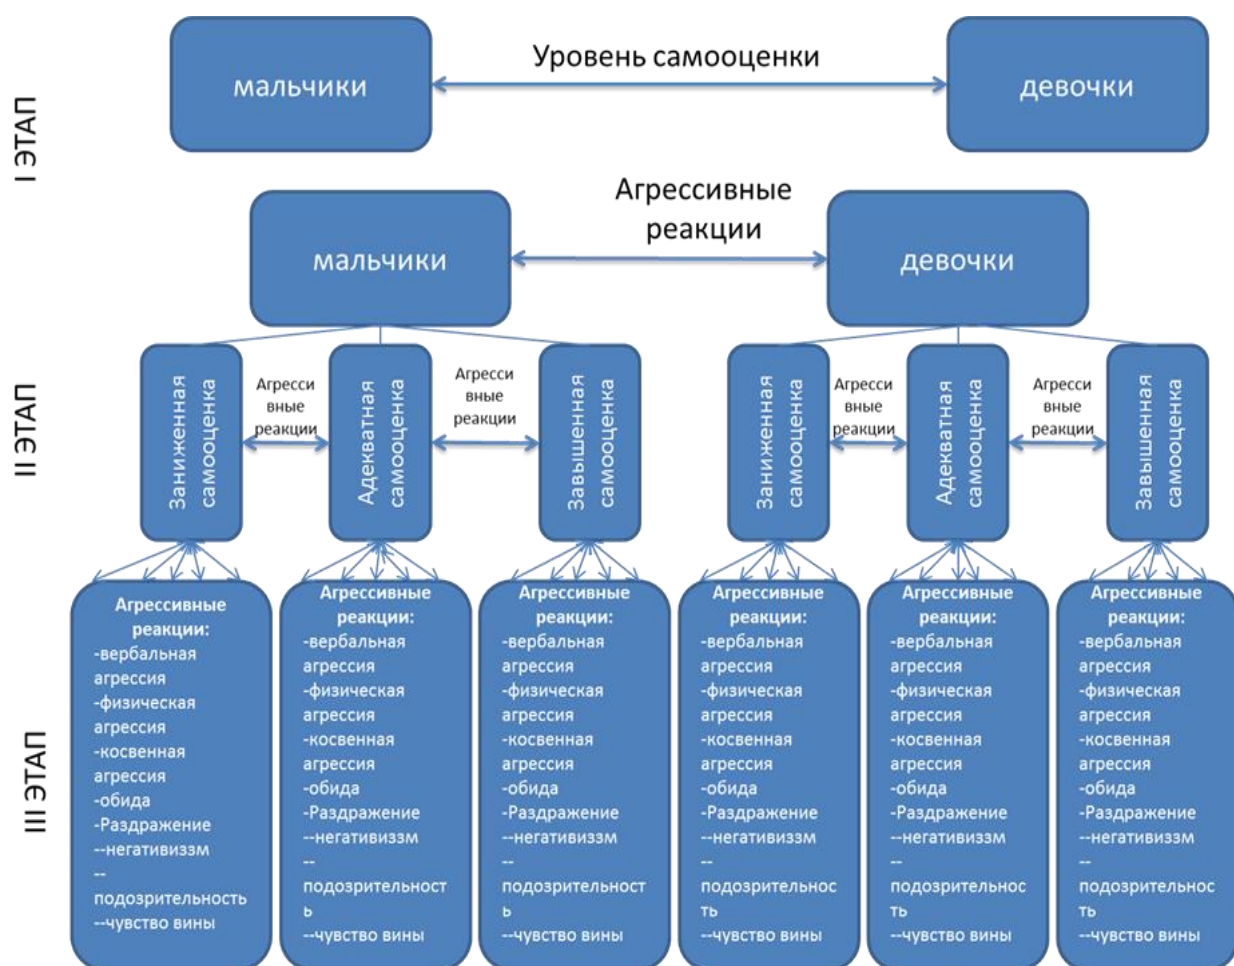 I ЭТАП
мальчики
Уровень самооценки
девочки
Агрессивные
реакции
мальчики
девочки
II ЭТАП
Заниженная
самооценка
Агресси
вные
реакции
Адекватная
самооценка
Агресси
вные
реакции
Завышенная
самооценка
Заниженная
самооценка
Агресси
вные
реакции
Адекватная
самооценка
Агресси
вные
реакции
Завышенная
самооценка
III ЭТАП
Агрессивные
реакции:
-вербальная
агрессия
-физическая
агрессия
-косвенная
агрессия
-обида
-Раздражение
--негативиззм
--
подозрительность
--чувство вины
Агрессивные
реакции:
-вербальная
агрессия
-физическая
агрессия
-косвенная
агрессия
-обида
-Раздражение
--негативиззм
--
подозрительност
ь
--чувство вины
Агрессивные
реакции:
-вербальная
агрессия
-физическая
агрессия
-косвенная
агрессия
-обида
-Раздражение
--негативиззм
--
подозрительност
ь
--чувство вины
Агрессивные
реакции:
-вербальная
агрессия
-физическая
агрессия
-косвенная
агрессия
-обида
-Раздражение
--негативиззм
--
подозрительнос
ть
--чувство вины
Агрессивные
реакции:
-вербальная
агрессия
-физическая
агрессия
-косвенная
агрессия
-обида
-Раздражение
--негативиззм
--
подозрительнос
ть
--чувство вины
Агрессивные
реакции:
-вербальная
агрессия
-физическая
агрессия
-косвенная
агрессия
-обида
-Раздражение
--негативиззм
--
подозрительнос
ть
--чувство вины